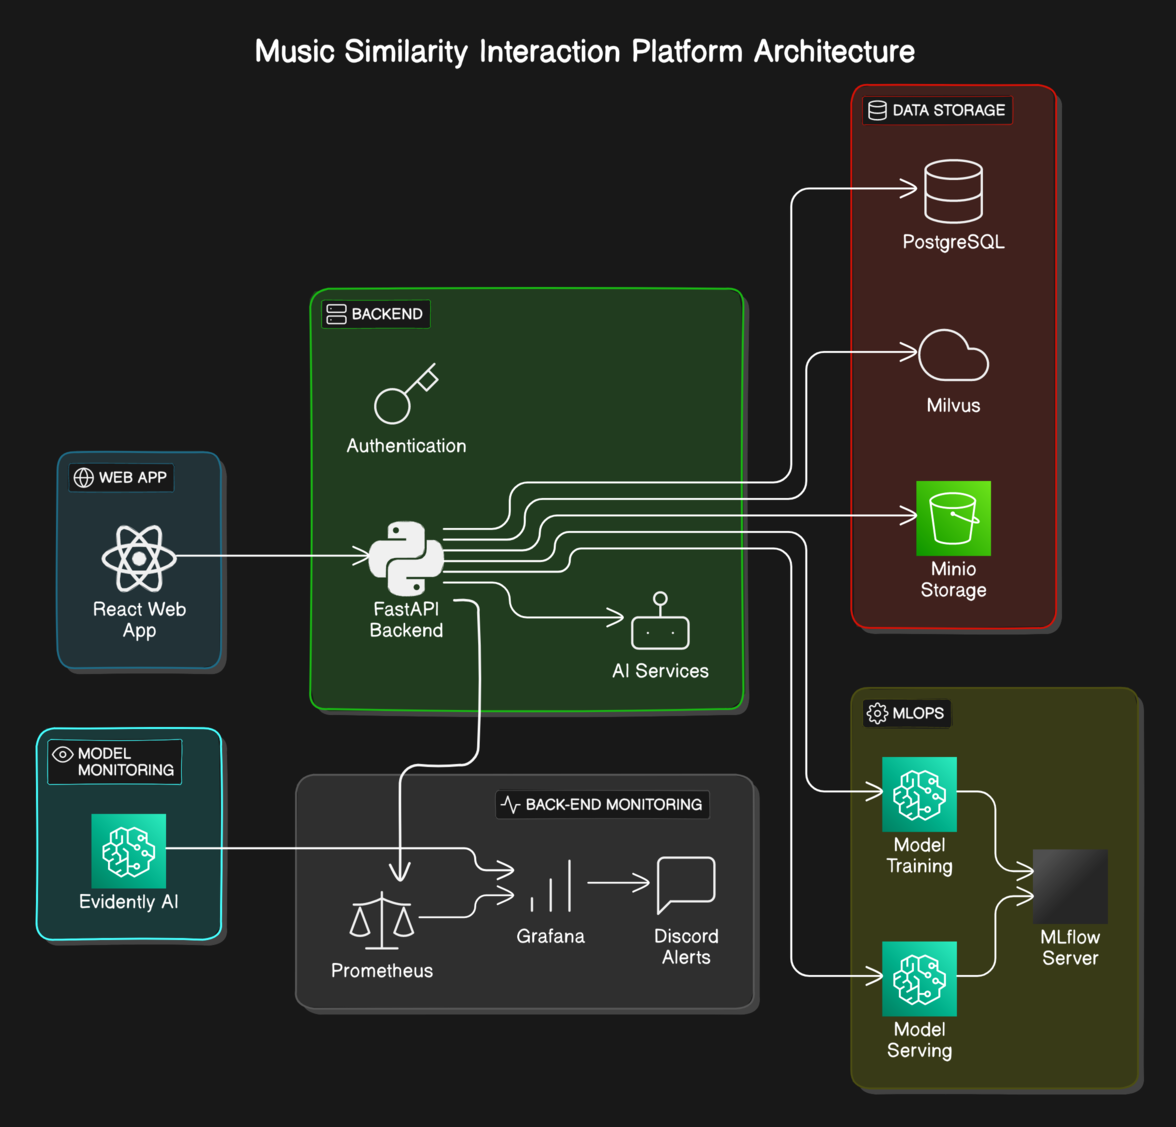 Music Similarity Interaction Platform Architecture
DATA STORAGE
PostgreSQL
Milvus
Minio
Storage
BACKEND
Authentication
FastAPI
Backend
AI Services
WEB APP
React Web
App
MODEL
MONITORING
Evidently AI
BACK-END MONITORING
Prometheus
Grafana
Discord
Alerts
MLOPS
Model
Training
MLflow
Server
Model
Serving